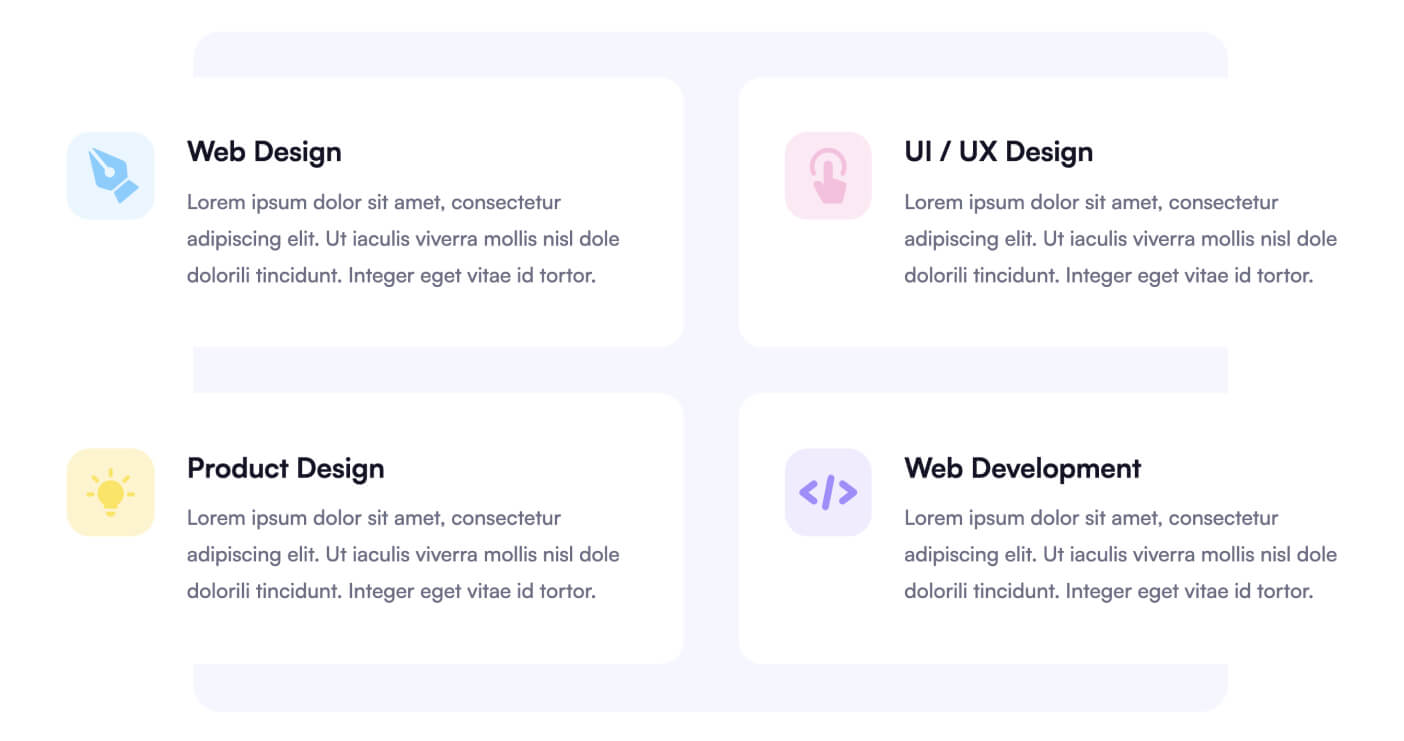 Web Design
Lorem ipsum dolor sit amet, consectetur
adipiscing elit. Ut iaculis viverra mollis nisl dole
dolorili tincidunt. Integer eget vitae id tortor.
UI / UX Design
Lorem ipsum dolor sit amet, consectetur
adipiscing elit. Ut iaculis viverra mollis nisl dole
dolorili tincidunt. Integer eget vitae id tortor.
Product Design
Lorem ipsum dolor sit amet, consectetur
adipiscing elit. Ut iaculis viverra mollis nisl dole
dolorili tincidunt. Integer eget vitae id tortor.
Web Development
Lorem ipsum dolor sit amet, consectetur
adipiscing elit. Ut iaculis viverra mollis nisl dole
dolorili tincidunt. Integer eget vitae id tortor.